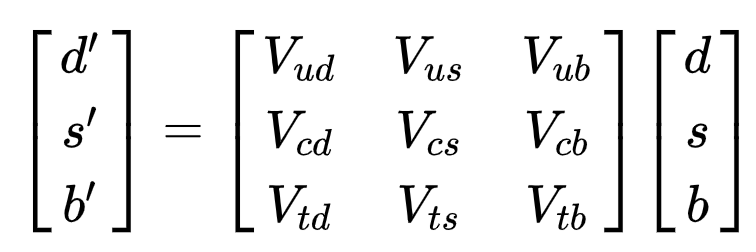 [d′] = [V_ud V_us V_ub] [d]
[s′] [V_cd V_cs V_cb] [s]
[b′] [V_td V_ts V_tb] [b]